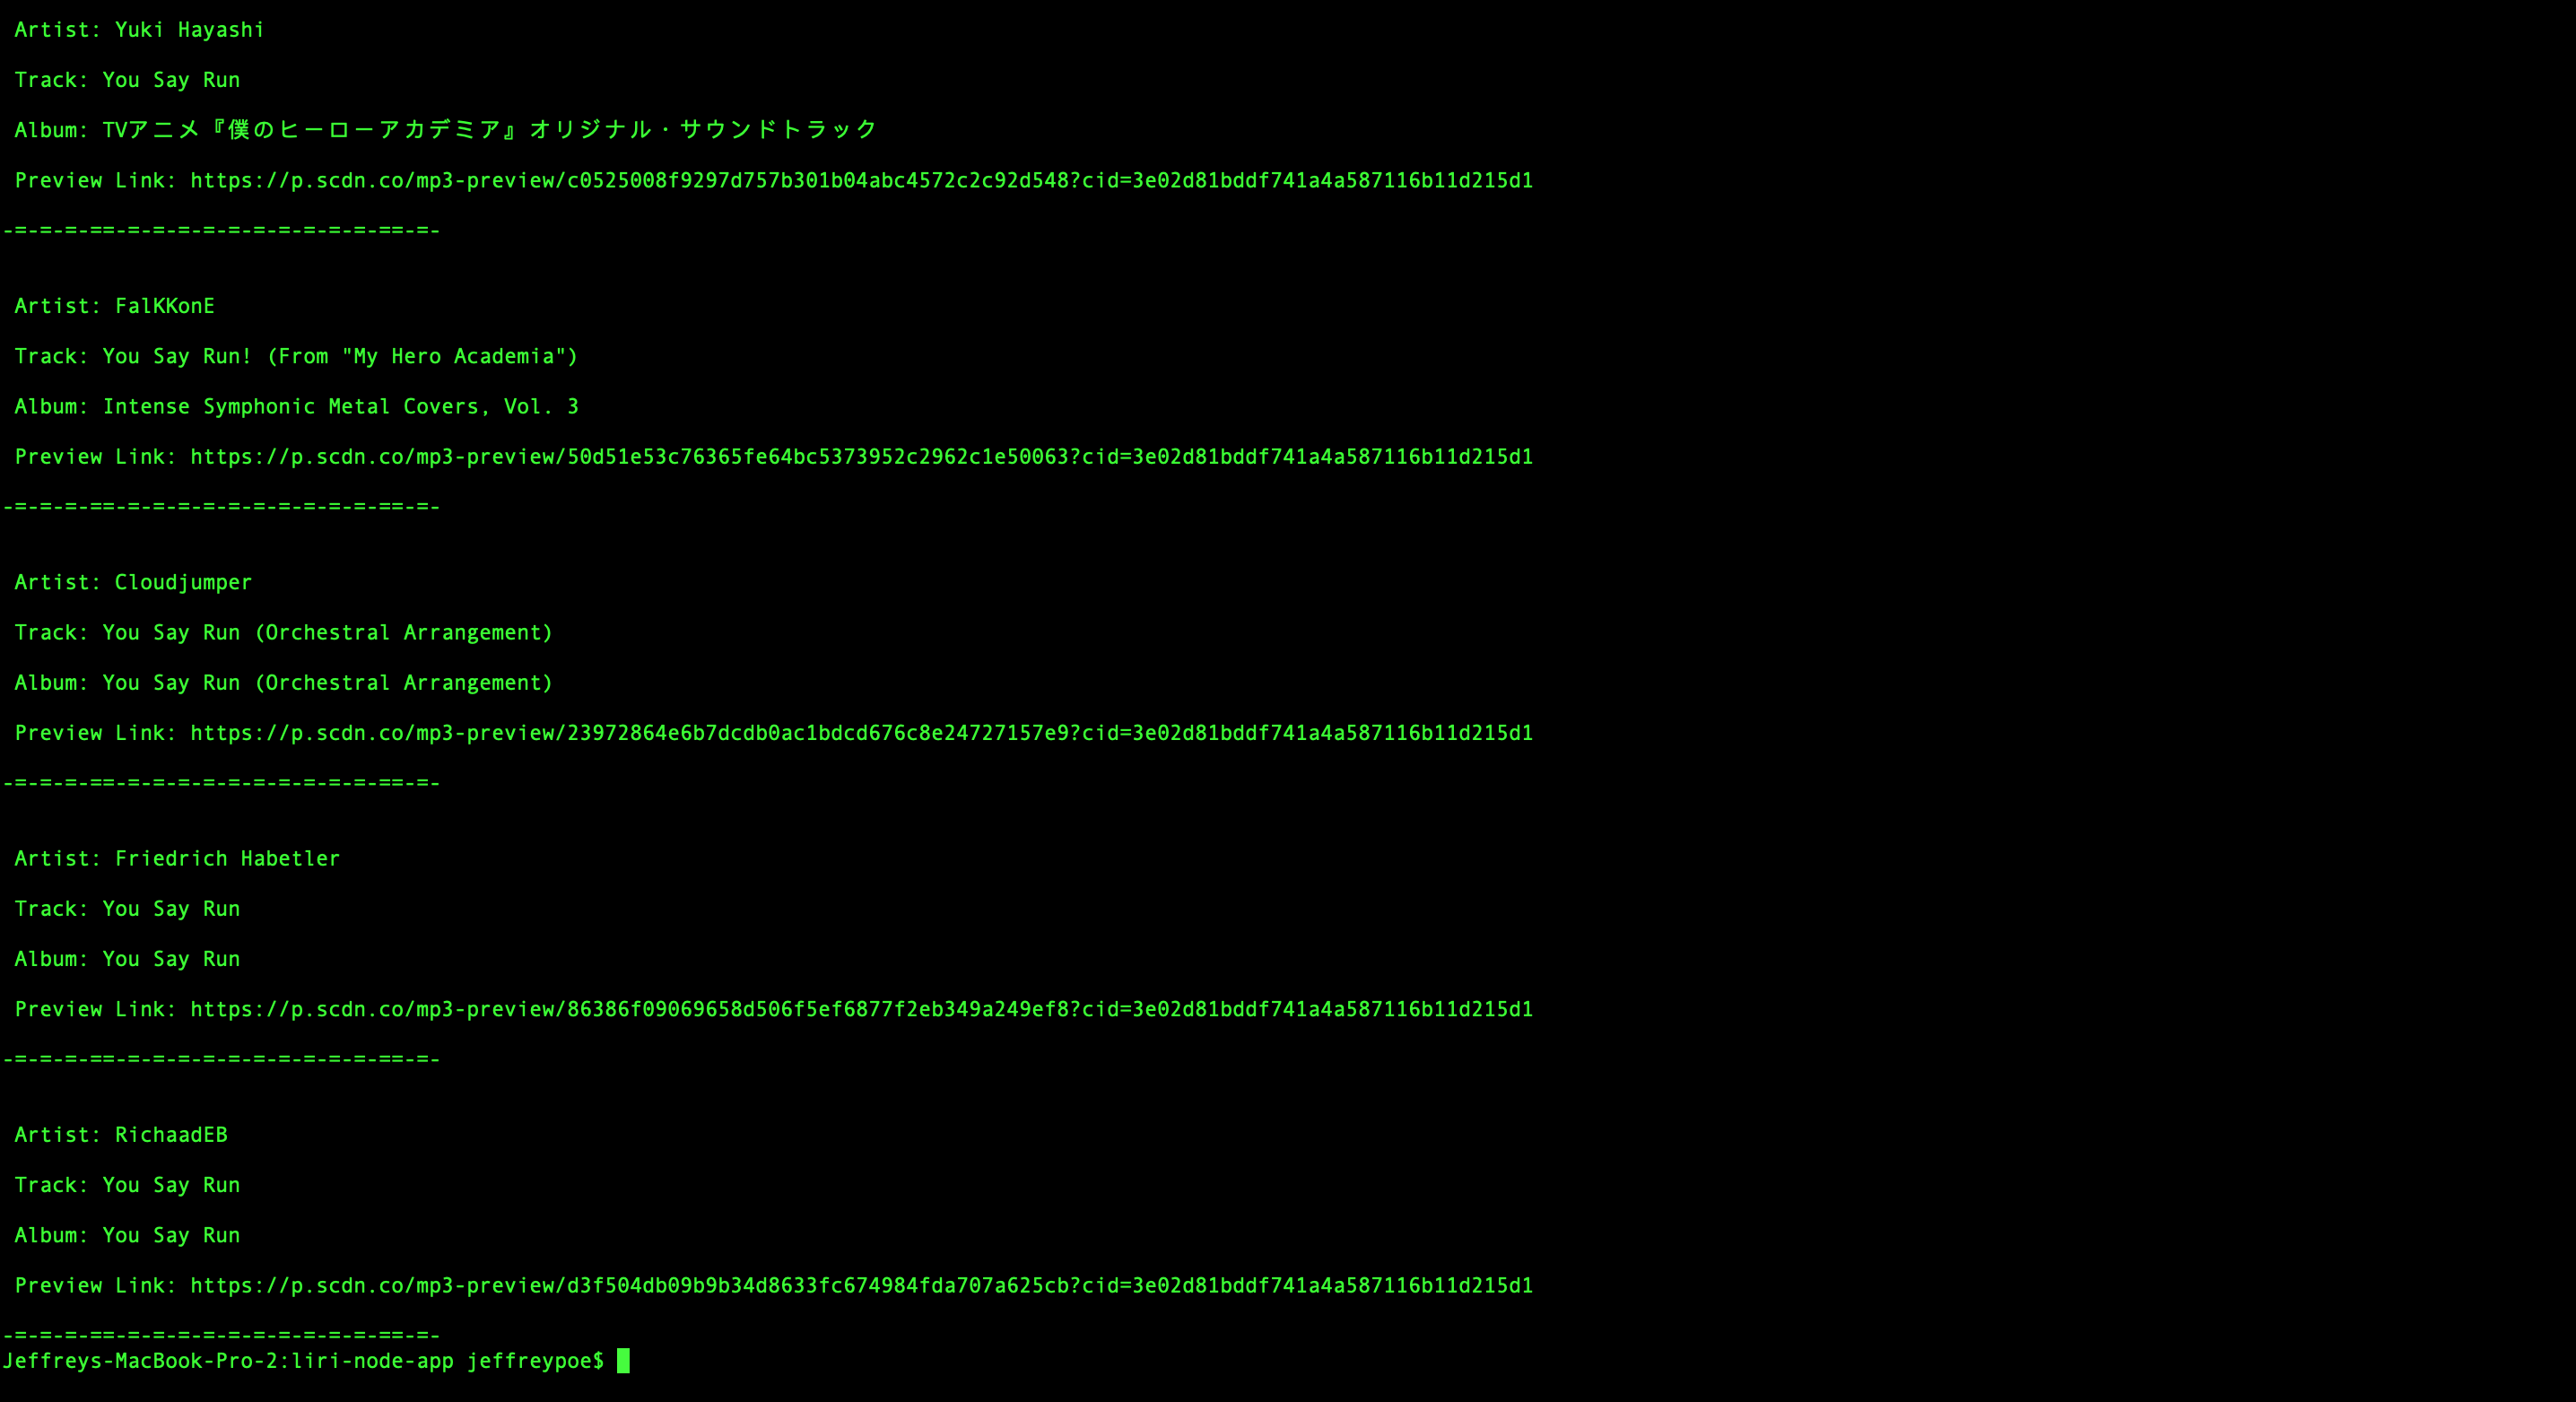 Artist: Yuki Hayashi
Track: You Say Run
Album: TVアニメ『僕のヒーローアカデミア』オリジナル・サウンドトラック
Preview Link: https://p.scdn.co/mp3-preview/c0525008f9297d757b301b04abc4572c2c92d548?cid=3e02d81bddf741a4a587116b11d215d1
-=-=-=-==-=-=-=-=-=-=-=-=-=-=-==-=-
Artist: FalKKonE
Track: You Say Run! (From "My Hero Academia")
Album: Intense Symphonic Metal Covers, Vol. 3
Preview Link: https://p.scdn.co/mp3-preview/50d51e53c76365fe64bc5373952c2962c1e50063?cid=3e02d81bddf741a4a587116b11d215d1
-=-=-=-==-=-=-=-=-=-=-=-=-=-=-==-=-
Artist: Cloudjumper
Track: You Say Run (Orchestral Arrangement)
Album: You Say Run (Orchestral Arrangement)
Preview Link: https://p.scdn.co/mp3-preview/23972864e6b7dcdb0ac1bdcd676c8e24727157e9?cid=3e02d81bddf741a4a587116b11d215d1
-=-=-=-==-=-=-=-=-=-=-=-=-=-=-==-=-
Artist: Friedrich Habetler
Track: You Say Run
Album: You Say Run
Preview Link: https://p.scdn.co/mp3-preview/86386f09069658d506f5ef6877f2eb349a249ef8?cid=3e02d81bddf741a4a587116b11d215d1
-=-=-=-==-=-=-=-=-=-=-=-=-=-=-==-=-
Artist: RichaadEB
Track: You Say Run
Album: You Say Run
Preview Link: https://p.scdn.co/mp3-preview/d3f504db09b9b34d8633fc674984fda707a625cb?cid=3e02d81bddf741a4a587116b11d215d1
-=-=-=-==-=-=-=-=-=-=-=-=-=-=-==-=-
Jeffreys-MacBook-Pro-2:liri-node-app jeffreypoe$